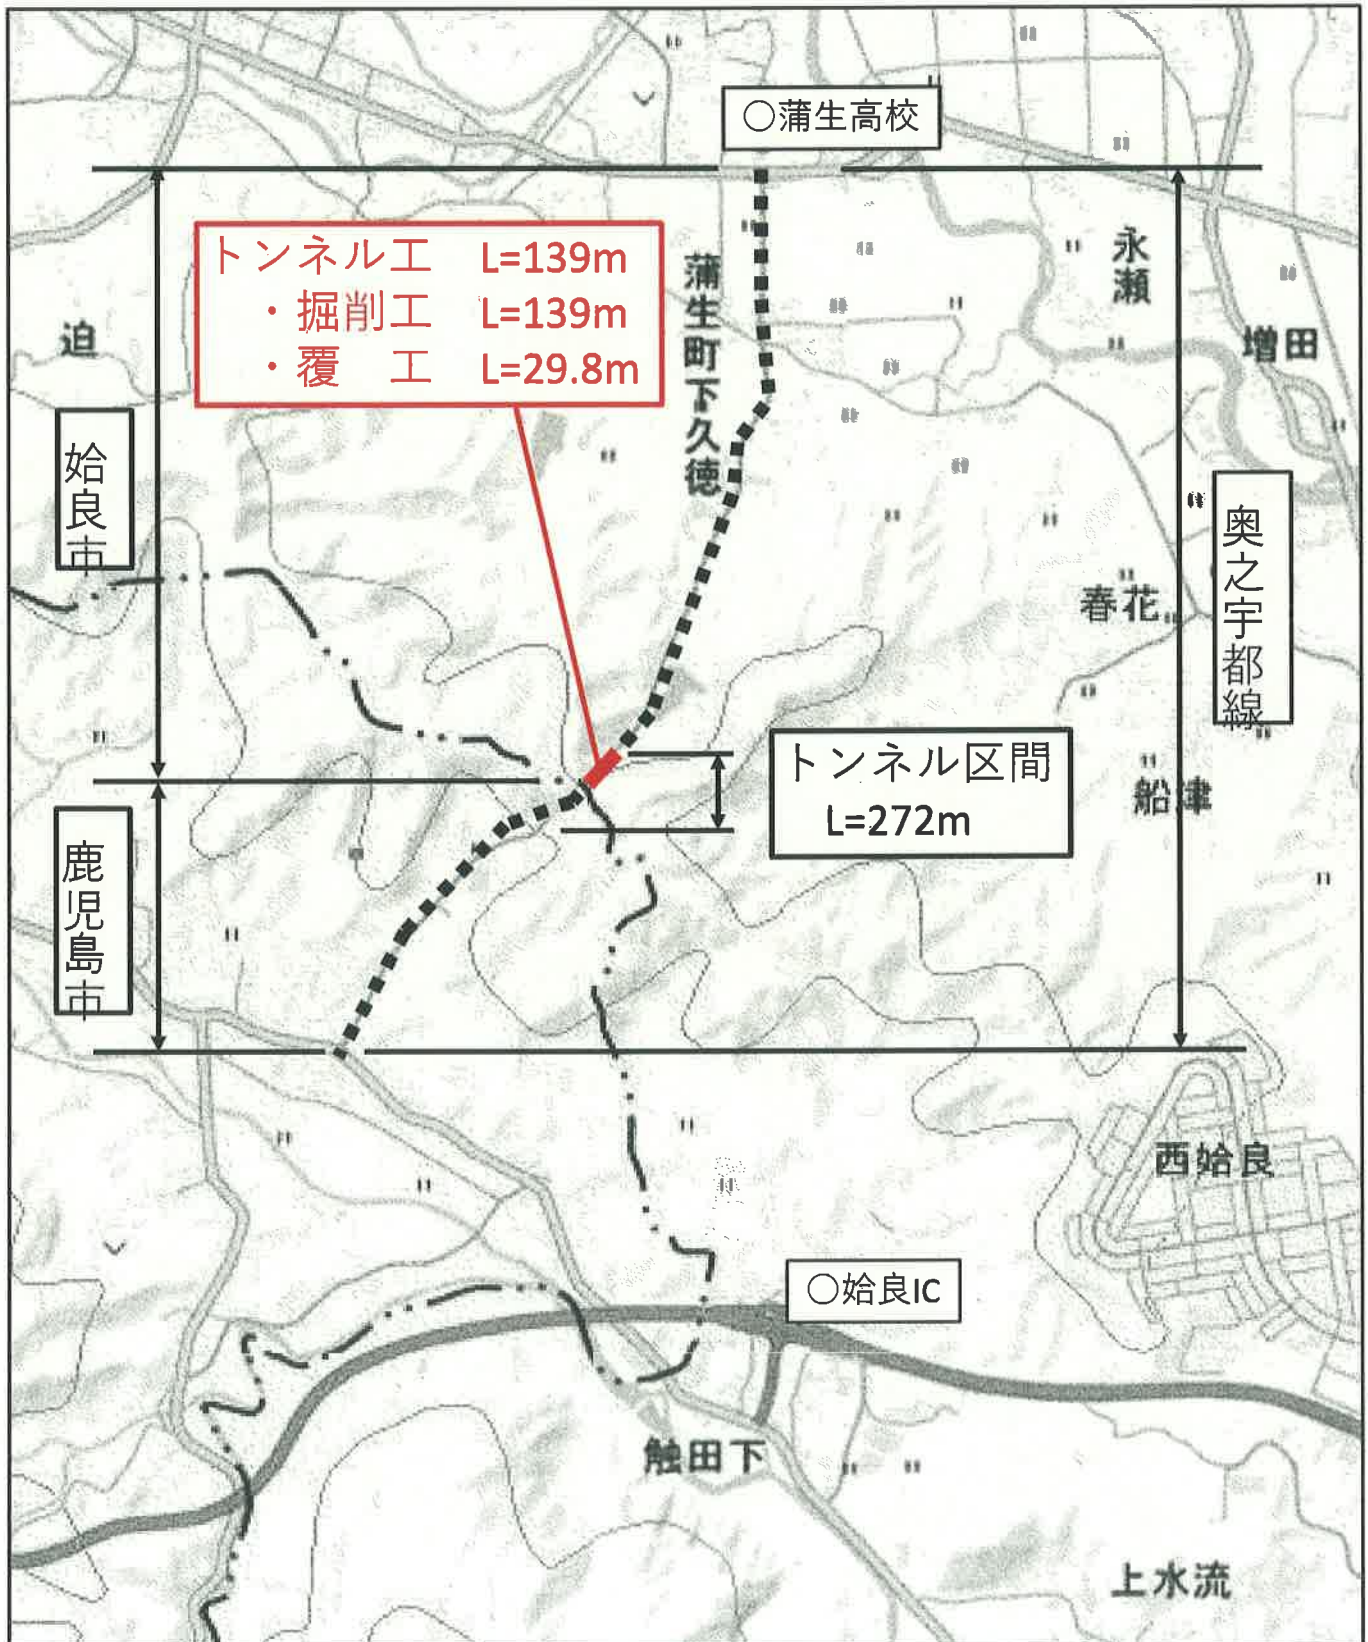 ○蒲生高校
トンネル工 L=139m
・掘削工 L=139m
・覆 工 L=29.8m
迫
蒲生町下久徳
永瀬
増田
姶良市
奥之宇都線
春花
トンネル区間
L=272m
船津
鹿児島市
西姶良
○姶良IC
触田下
上水流